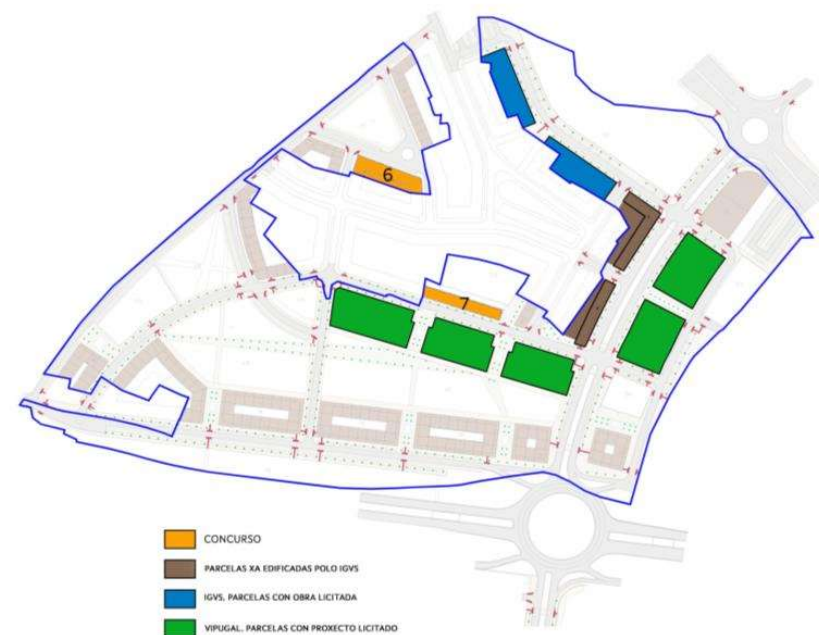 6
7
CONCURSO
PARCELAS XA EDIFICADAS POLO IGVS
IGVS, PARCELAS CON OBRA LICITADA
VIPUGAL. PARCELAS CON PROXECTO LICITADO